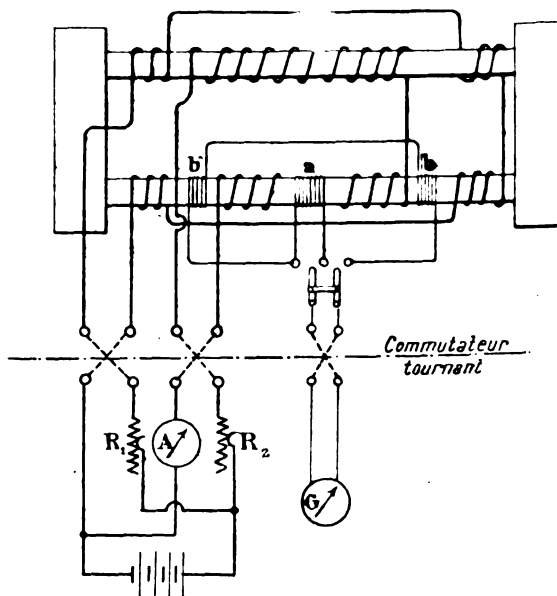 b a b
Commutateur
tournant
R₁ A R₂
G